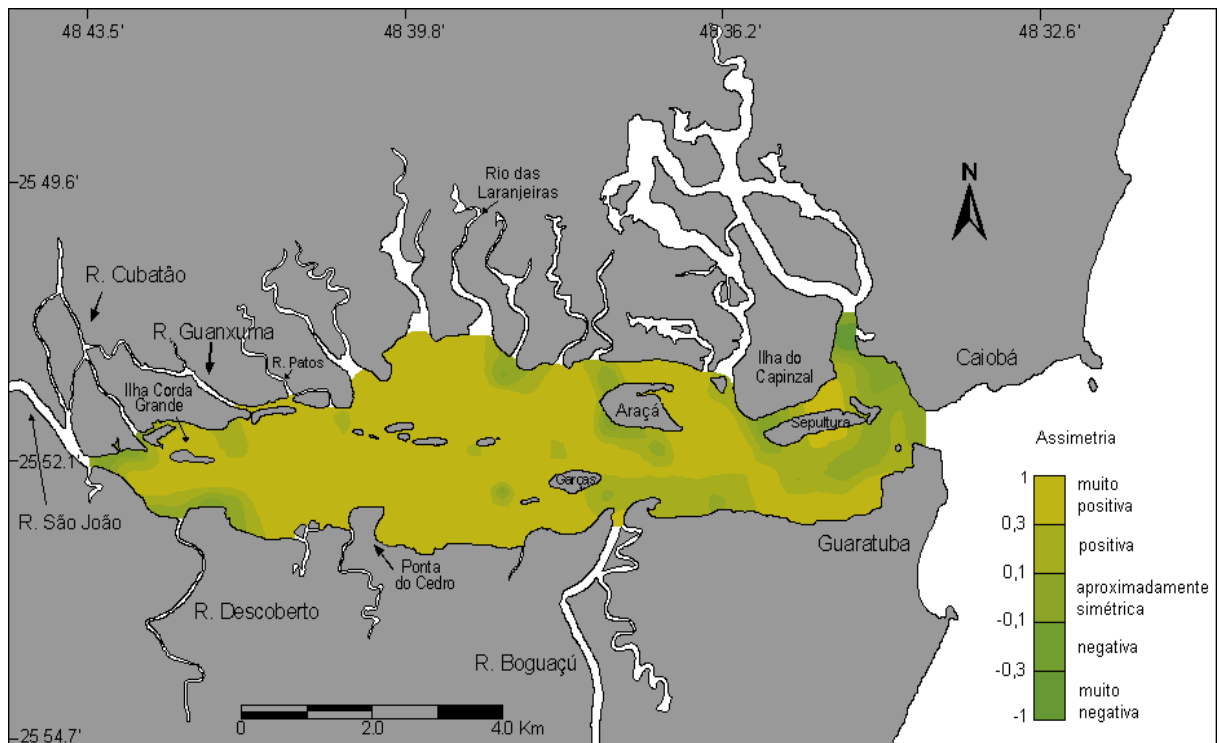 48 43.5'
48 39.8'
48 36.2'
48 32.6'
25 49.6'
Rio das
Laranjeiras
N
R. Cubatão
R. Guanxuma
R. Patos
Ilha Corda
Grande
Ilha do
Capinzal
Caiobá
Araçá
Sepultura
25 52.1'
Garças
R. São João
Guaratuba
Ponta
do Cedro
R. Descoberto
R. Boguaçú
Assimetria
1
muito
positiva
0,3
positiva
0,1
aproximadamente
simétrica
-0,1
negativa
-0,3
muito
negativa
-1
0
2.0
4.0 Km
25 54.7'